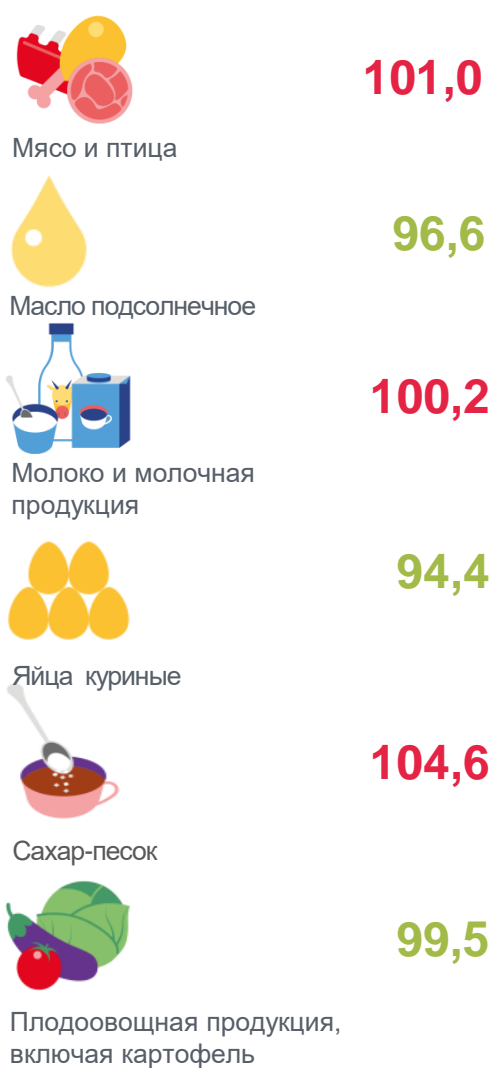 101,0
Мясо и птица
96,6
Масло подсолнечное
100,2
Молоко и молочная
продукция
94,4
Яйца куриные
104,6
Сахар-песок
99,5
Плодоовощная продукция,
включая картофель